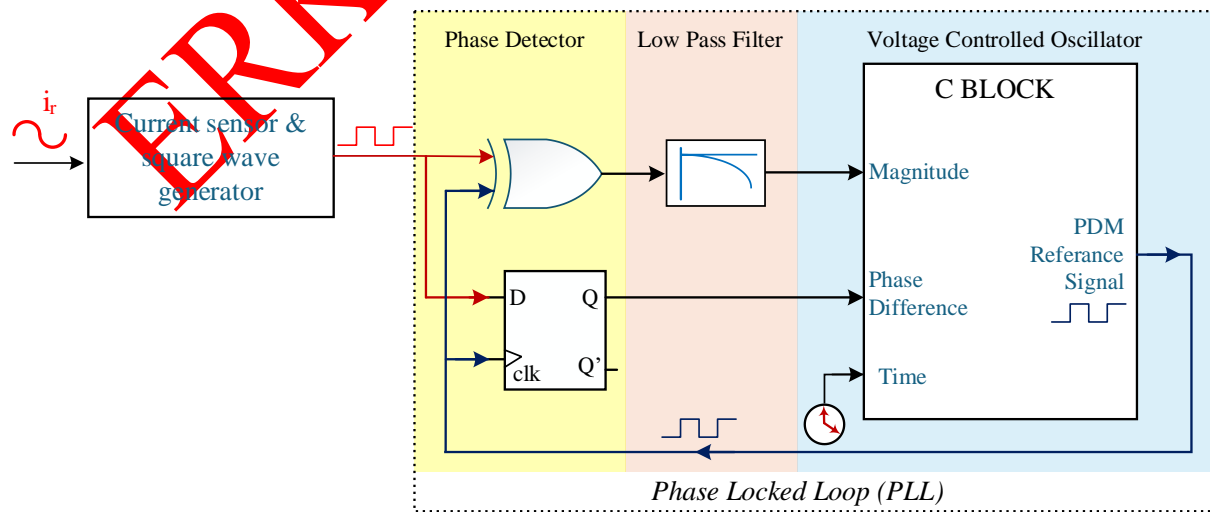 Phase Detector
Low Pass Filter
Voltage Controlled Oscillator
C BLOCK
ir
Current sensor &
square wave
generator
Magnitude
PDM
Referance
Signal
Phase
Difference
D
Q
Q’
clk
Time
Phase Locked Loop (PLL)